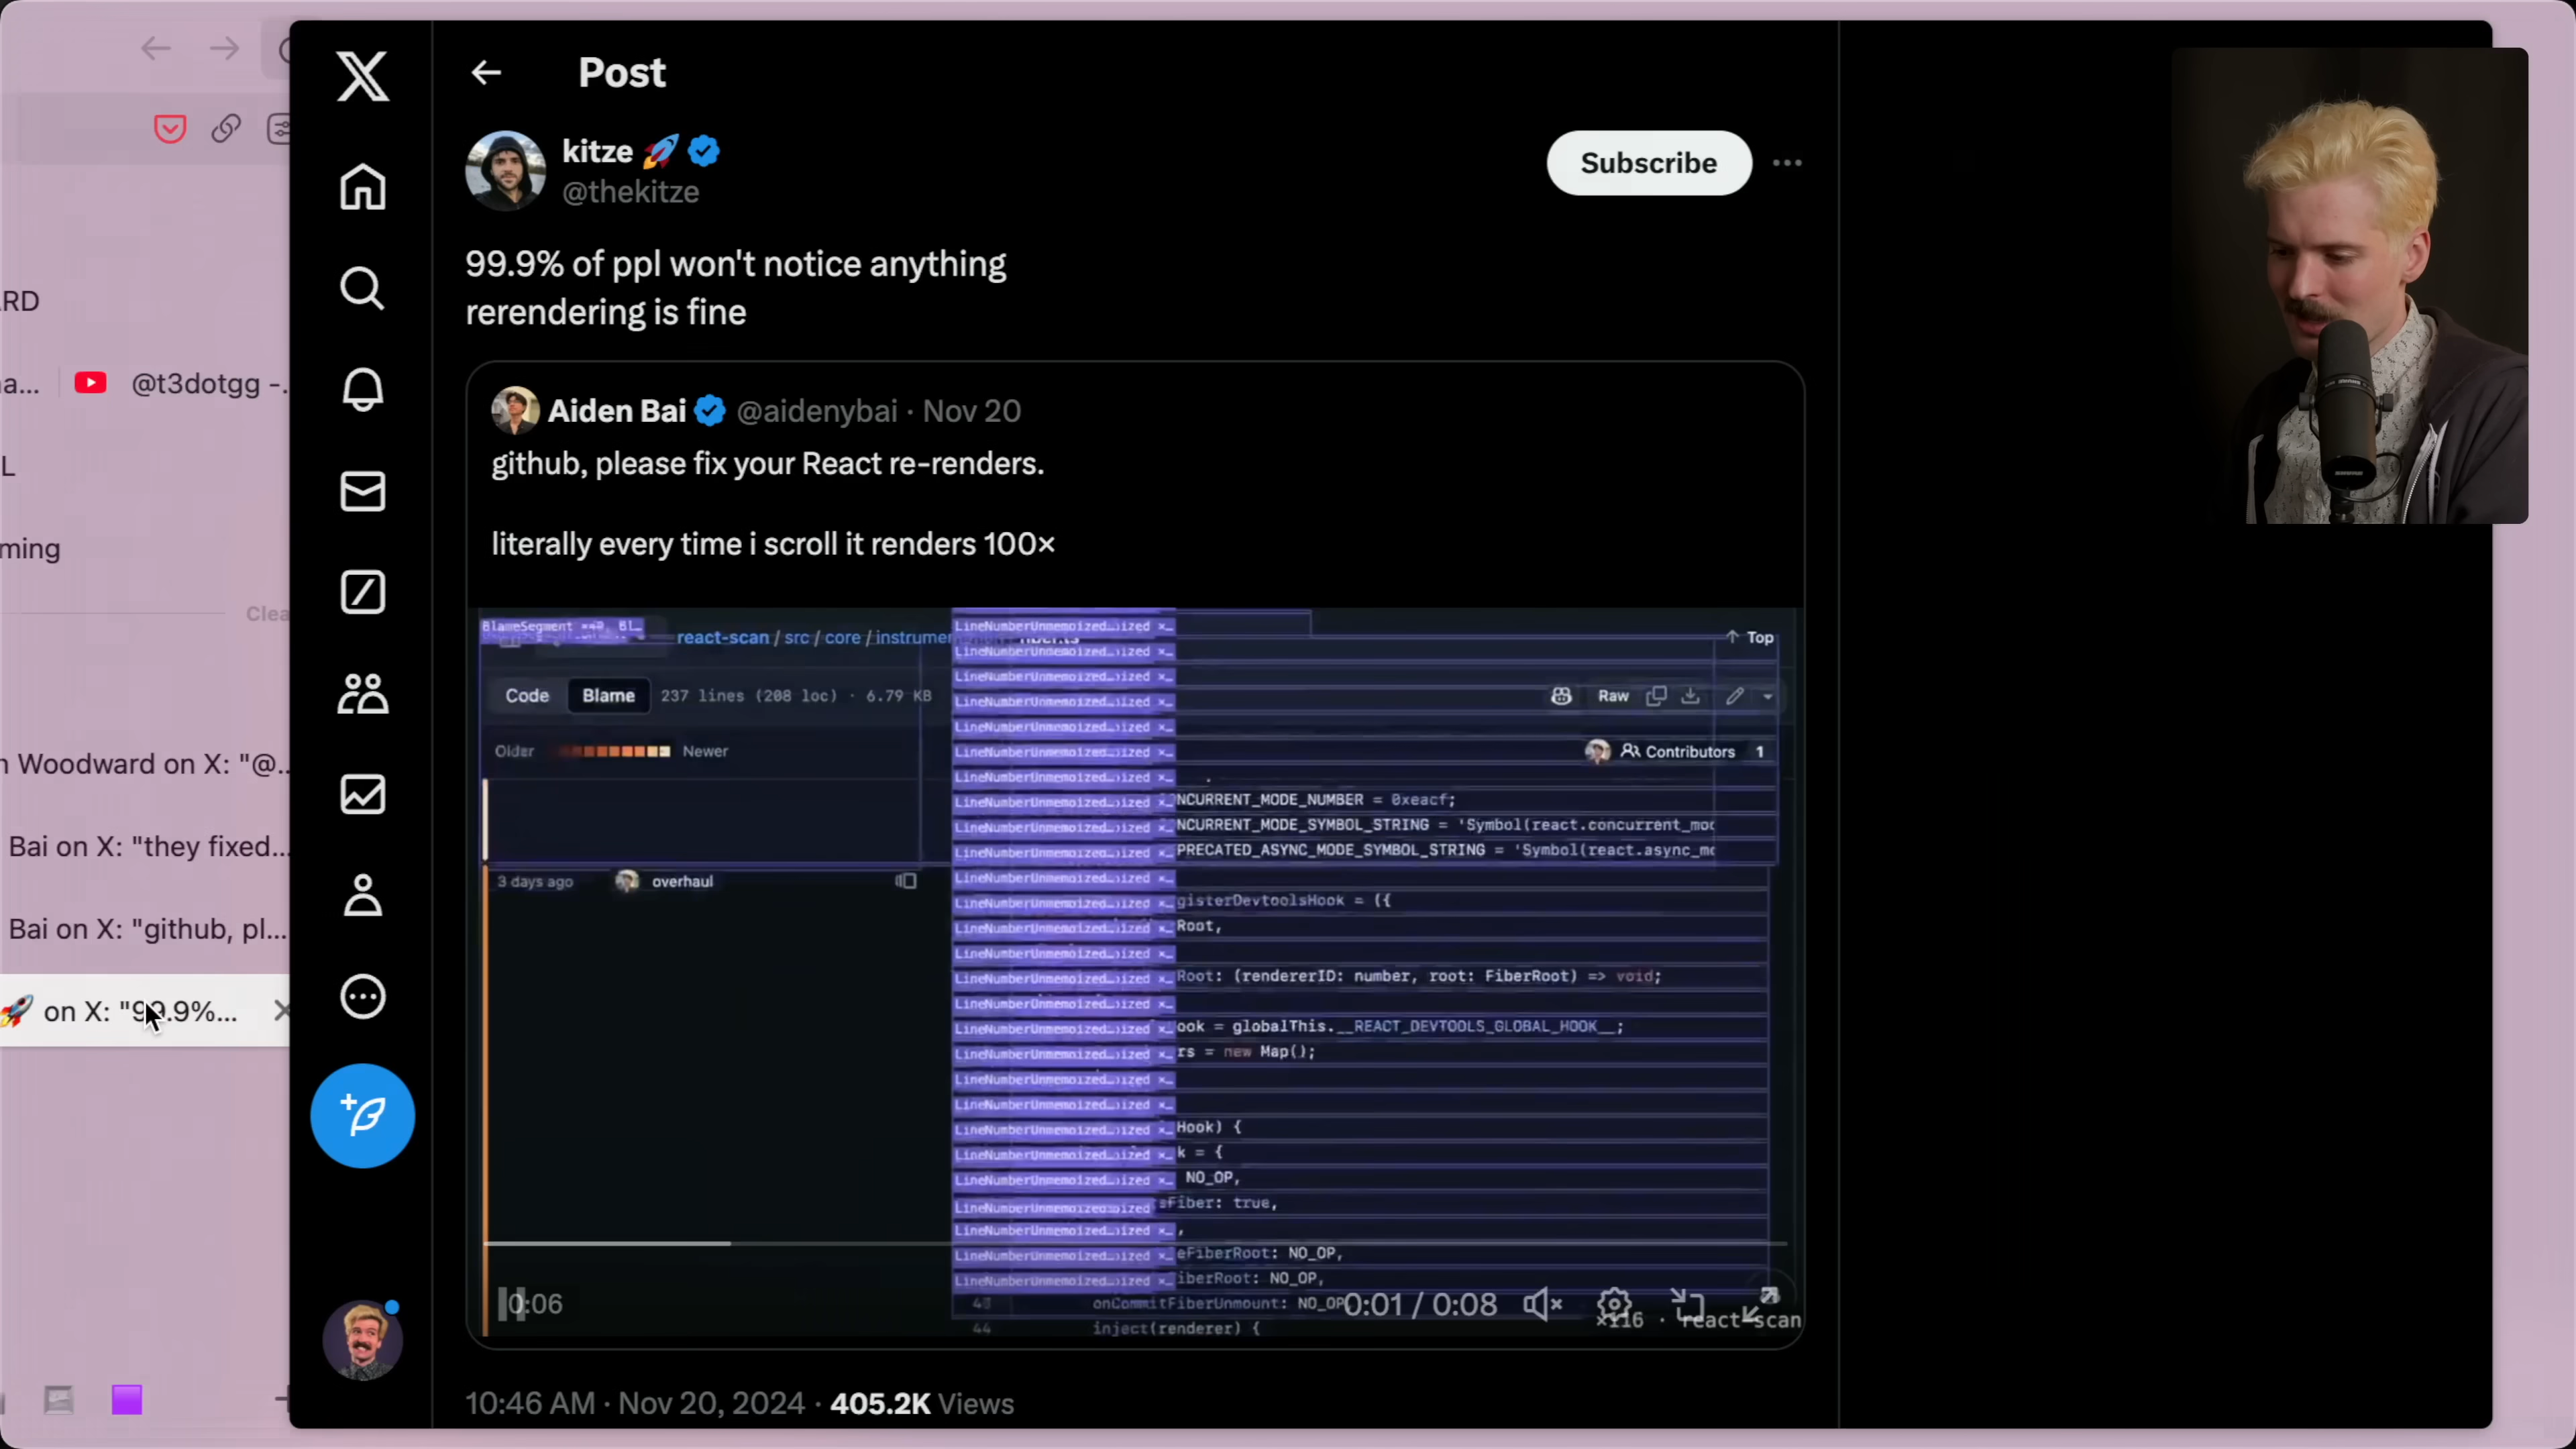 Post
kitze 🚀
@thekitze
Subscribe
99.9% of ppl won't notice anything
rerendering is fine
Aiden Bai @aidenybai · Nov 20
github, please fix your React re-renders.
literally every time i scroll it renders 100×
react-scan / src / core /
↑ Top
Code Blame 237 lines (208 loc) · 6.79 KB
Raw
Older Newer
Contributors 1
NCURRENT_MODE_NUMBER = 0xeacf;
NCURRENT_MODE_SYMBOL_STRING = 'Symbol(react.concurrent_mod
PRECATED_ASYNC_MODE_SYMBOL_STRING = 'Symbol(react.async_mo
3 days ago overhaul
gisterDevtoolsHook = ({
Root,
Root: (rendererID: number, root: FiberRoot) => void;
ook = globalThis.__REACT_DEVTOOLS_GLOBAL_HOOK__;
rs = new Map();
Hook) {
k = {
NO_OP,
sFiber: true,
,
eFiberRoot: NO_OP,
iberRoot: NO_OP,
onCommitFiberUnmount: NO_OP
44 inject(renderer) {
0:06
0:01 / 0:08
×116 · react-scan
10:46 AM · Nov 20, 2024 · 405.2K Views
RD
a... @t3dotgg -.
L
ming
Clea
n Woodward on X: "@..
Bai on X: "they fixed...
Bai on X: "github, pl...
🚀 on X: "99.9%...